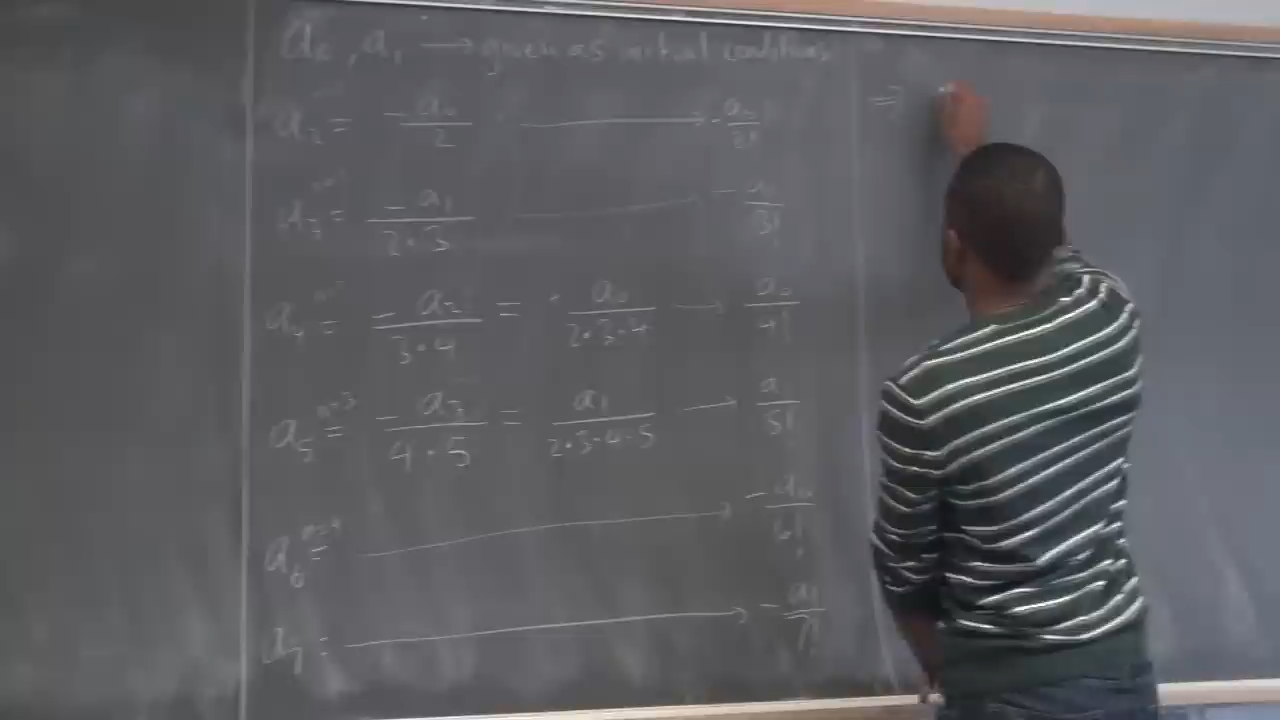 a₀, a₁ → given as initial conditions
a₂ = -a₀/2 → -a₀/2!
a₃ = -a₁/(2·3) → -a₁/3!
a₄ = -a₂/(3·4) = a₀/(2·3·4) → a₀/4!
n=3
a₅ = -a₃/(4·5) = a₁/(2·3·4·5) → a₁/5!
n=4
a₆ = → -a₀/6!
a₇ = → -a₁/7!
⇒